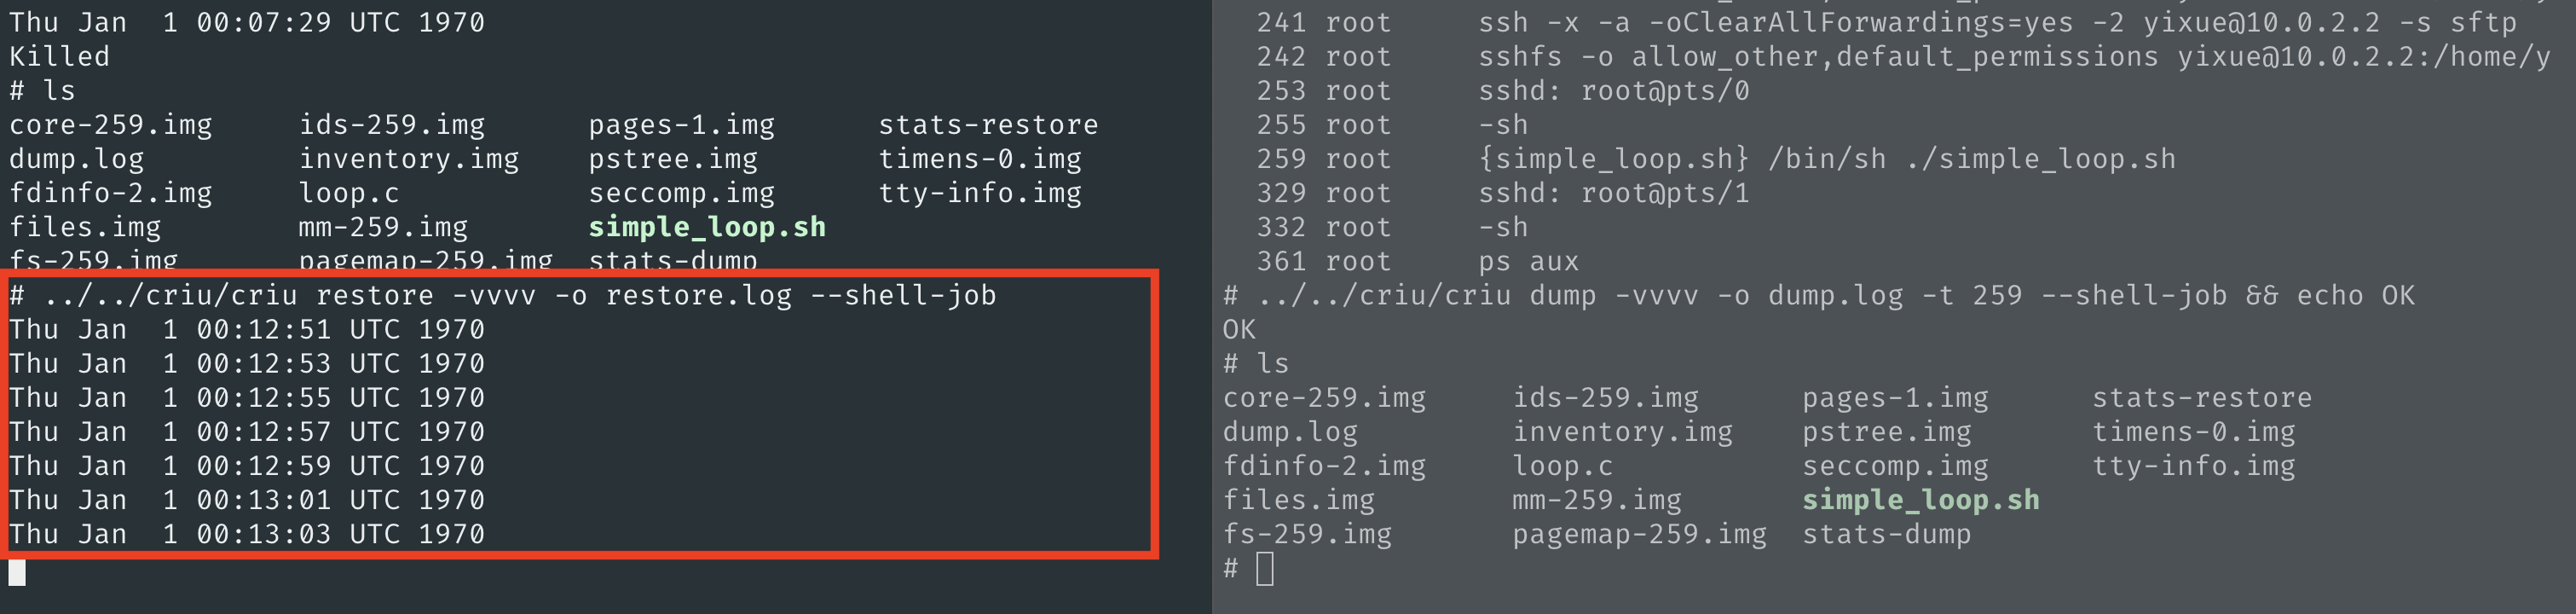 Thu Jan  1 00:07:29 UTC 1970
Killed
# ls
core-259.img     ids-259.img      pages-1.img      stats-restore
dump.log         inventory.img    pstree.img       timens-0.img
fdinfo-2.img     loop.c           seccomp.img      tty-info.img
files.img        mm-259.img       simple_loop.sh
fs-259.img       pagemap-259.img  stats-dump
# ../../criu/criu restore -vvvv -o restore.log --shell-job
Thu Jan  1 00:12:51 UTC 1970
Thu Jan  1 00:12:53 UTC 1970
Thu Jan  1 00:12:55 UTC 1970
Thu Jan  1 00:12:57 UTC 1970
Thu Jan  1 00:12:59 UTC 1970
Thu Jan  1 00:13:01 UTC 1970
Thu Jan  1 00:13:03 UTC 1970
241 root     ssh -x -a -oClearAllForwardings=yes -2 yixue@10.0.2.2 -s sftp
242 root     sshfs -o allow_other,default_permissions yixue@10.0.2.2:/home/y
253 root     sshd: root@pts/0
255 root     -sh
259 root     {simple_loop.sh} /bin/sh ./simple_loop.sh
329 root     sshd: root@pts/1
332 root     -sh
361 root     ps aux
# ../../criu/criu dump -vvvv -o dump.log -t 259 --shell-job && echo OK
OK
# ls
core-259.img     ids-259.img      pages-1.img      stats-restore
dump.log         inventory.img    pstree.img       timens-0.img
fdinfo-2.img     loop.c           seccomp.img      tty-info.img
files.img        mm-259.img       simple_loop.sh
fs-259.img       pagemap-259.img  stats-dump
#